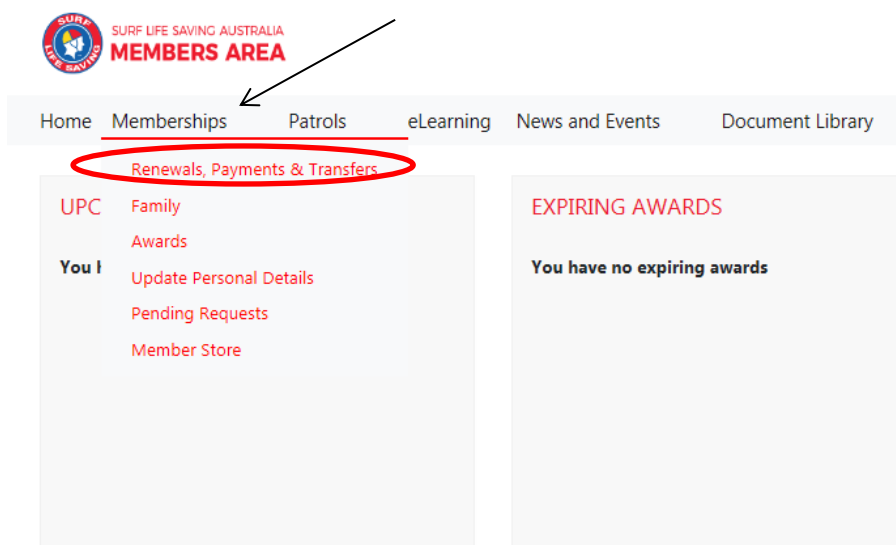 SURF
LIFE SAVING
SURF LIFE SAVING AUSTRALIA
MEMBERS AREA
Home Memberships Patrols eLearning News and Events Document Library
Renewals, Payments & Transfers
Family
Awards
Update Personal Details
Pending Requests
Member Store
UPC
You
EXPIRING AWARDS
You have no expiring awards